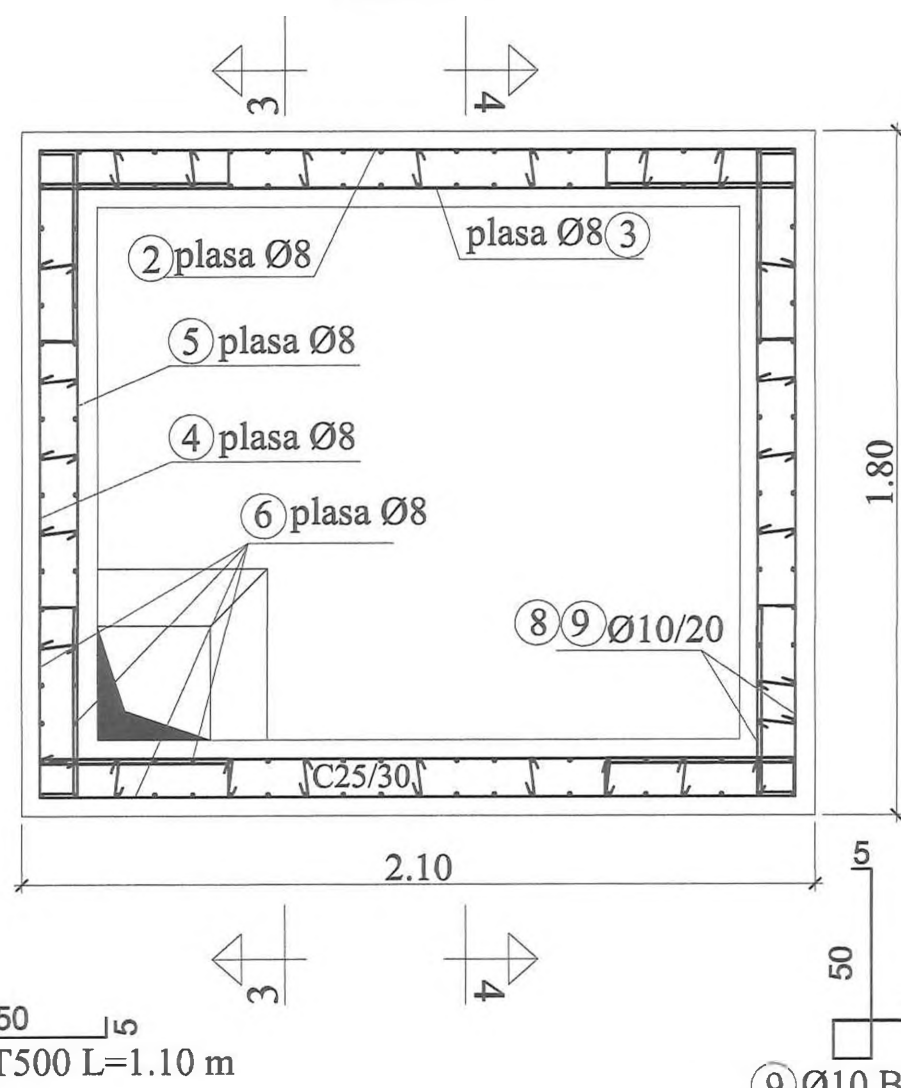 3 4
② plasa Ø8
plasa Ø8 ③
⑤ plasa Ø8
④ plasa Ø8
⑥ plasa Ø8
1.80
⑧ ⑨ Ø10/20
C25/30
2.10
3 4
5
50
50 5
T500 L=1.10 m
⑨ Ø10 B